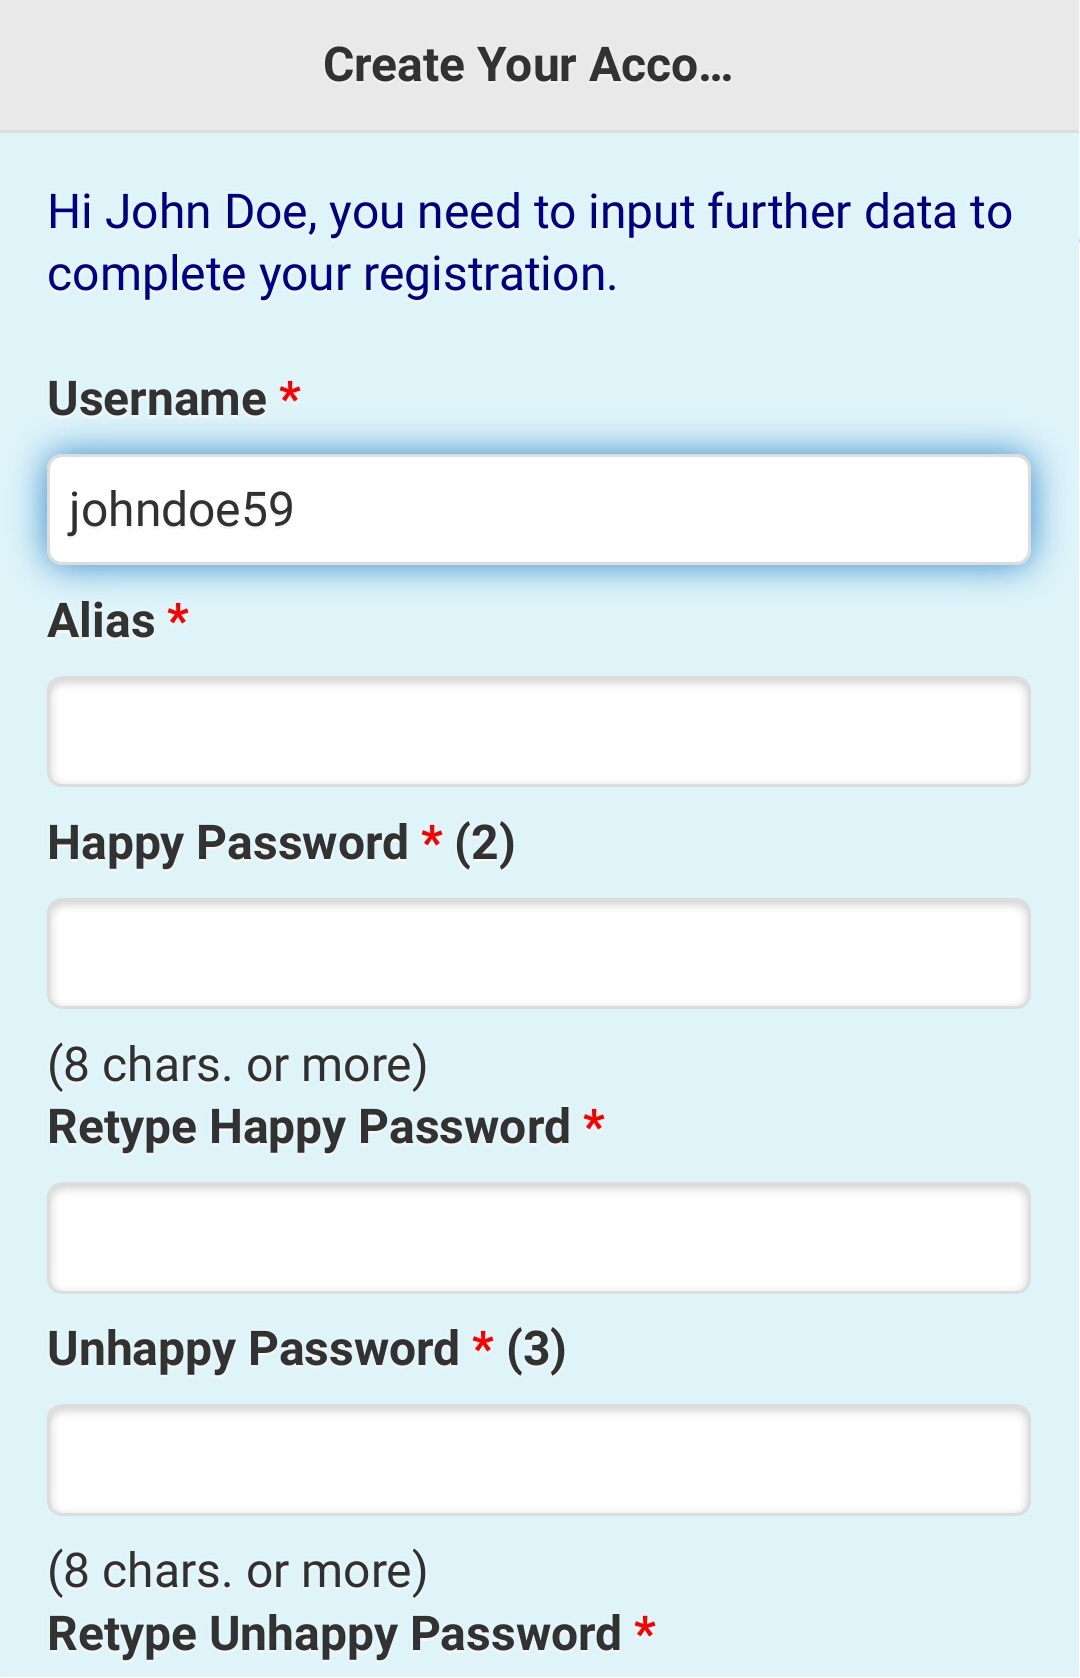 Create Your Acco...
Hi John Doe, you need to input further data to
complete your registration.
Username *
johndoe59
Alias *
Happy Password * (2)
(8 chars. or more)
Retype Happy Password *
Unhappy Password * (3)
(8 chars. or more)
Retype Unhappy Password *